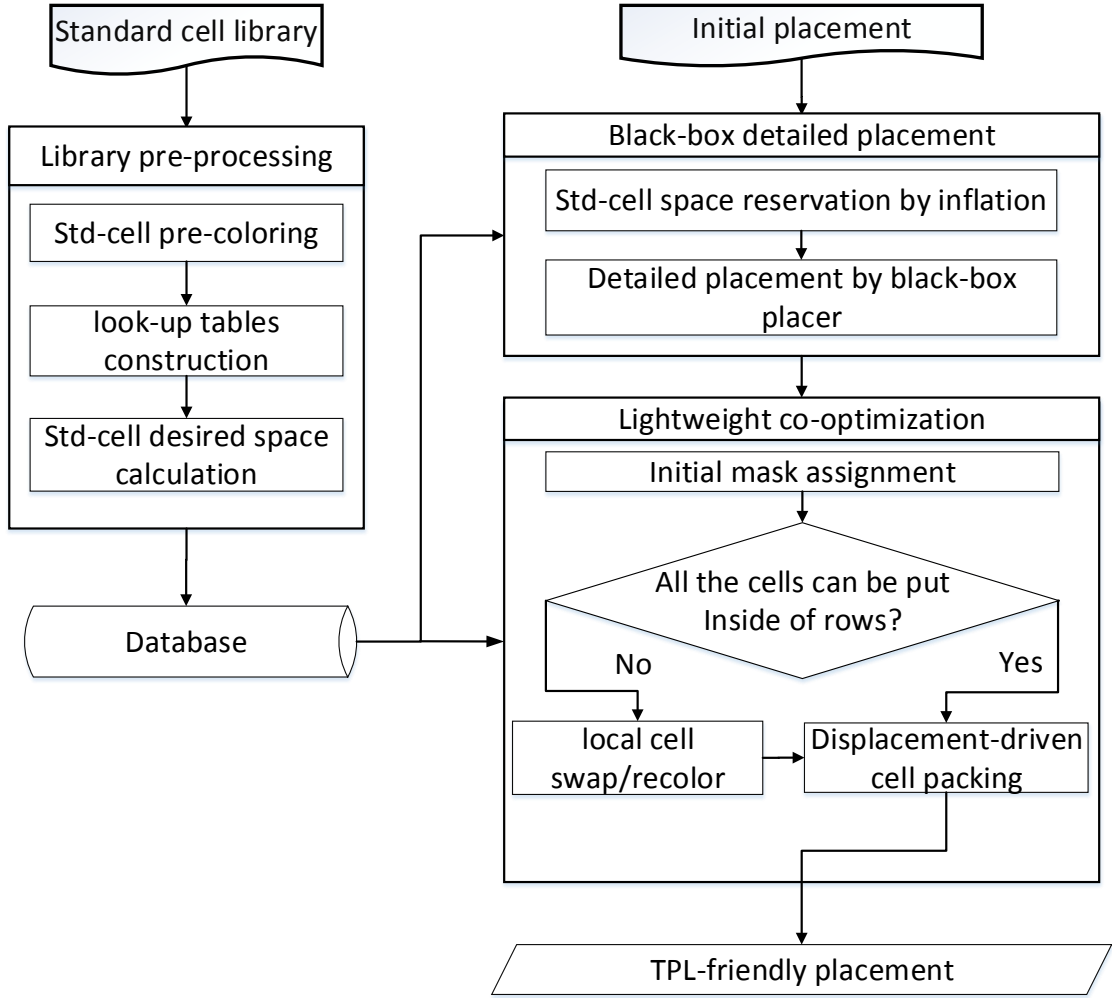 Standard cell library
Library pre-processing
Std-cell pre-coloring
look-up tables
construction
Std-cell desired space
calculation
Database
Initial placement
Black-box detailed placement
Std-cell space reservation by inflation
Detailed placement by black-box
placer
Lightweight co-optimization
Initial mask assignment
All the cells can be put
Inside of rows?
No
Yes
local cell
swap/recolor
Displacement-driven
cell packing
TPL-friendly placement